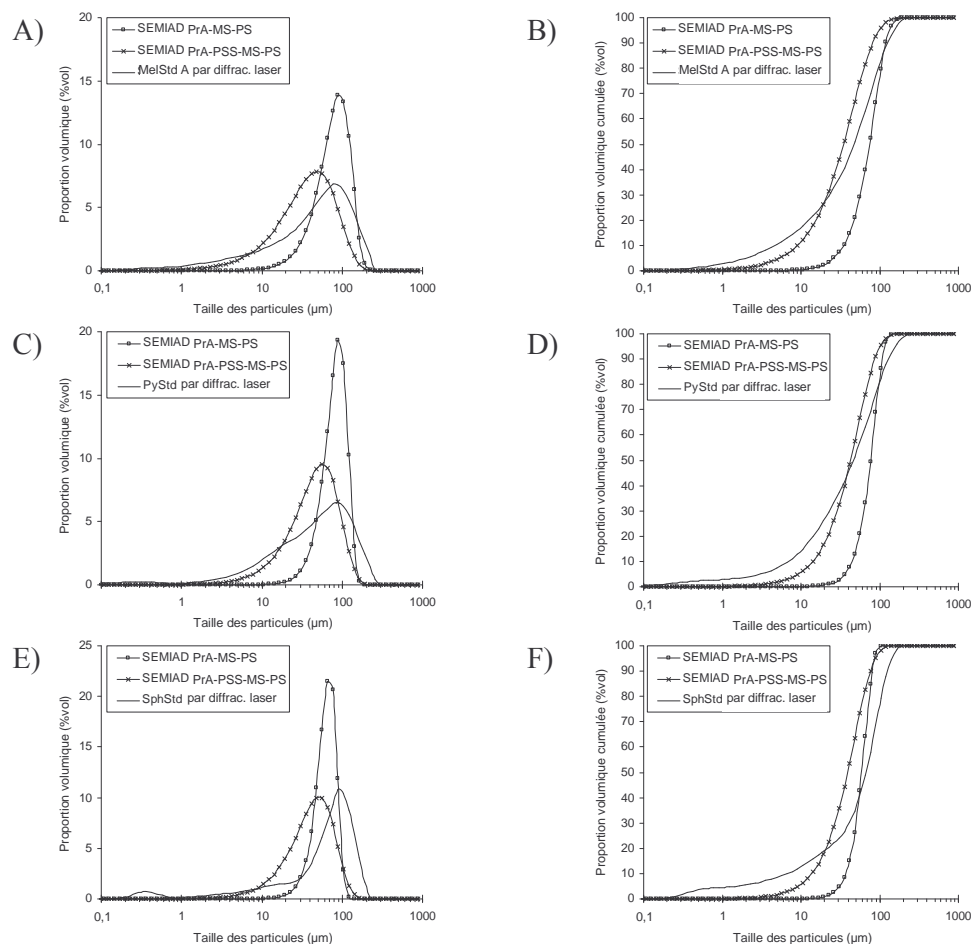 A)
20
15
10
5
0
Proportion volumique (%vol)
SEMIAD PrA-MS-PS
SEMIAD PrA-PSS-MS-PS
MelStd A par diffrac. laser
0,1 1 10 100 1000
Taille des particules (µm)
B)
100
90
80
70
60
50
40
30
20
10
0
Proportion volumique cumulée (%vol)
SEMIAD PrA-MS-PS
SEMIAD PrA-PSS-MS-PS
MelStd A par diffrac. laser
0,1 1 10 100 1000
Taille des particules (µm)
C)
20
15
10
5
0
Proportion volumique (%vol)
SEMIAD PrA-MS-PS
SEMIAD PrA-PSS-MS-PS
PyStd par diffrac. laser
0,1 1 10 100 1000
Taille des particules (µm)
D)
100
90
80
70
60
50
40
30
20
10
0
Proportion volumique cumulée (%vol)
SEMIAD PrA-MS-PS
SEMIAD PrA-PSS-MS-PS
PyStd par diffrac. laser
0,1 1 10 100 1000
Taille des particules (µm)
E)
25
20
15
10
5
0
Proportion volumique (%vol)
SEMIAD PrA-MS-PS
SEMIAD PrA-PSS-MS-PS
SphStd par diffrac. laser
0,1 1 10 100 1000
Taille des particules (µm)
F)
100
90
80
70
60
50
40
30
20
10
0
Proportion volumique cumulée (%vol)
SEMIAD PrA-MS-PS
SEMIAD PrA-PSS-MS-PS
SphStd par diffrac. laser
0,1 1 10 100 1000
Taille des particules (µm)